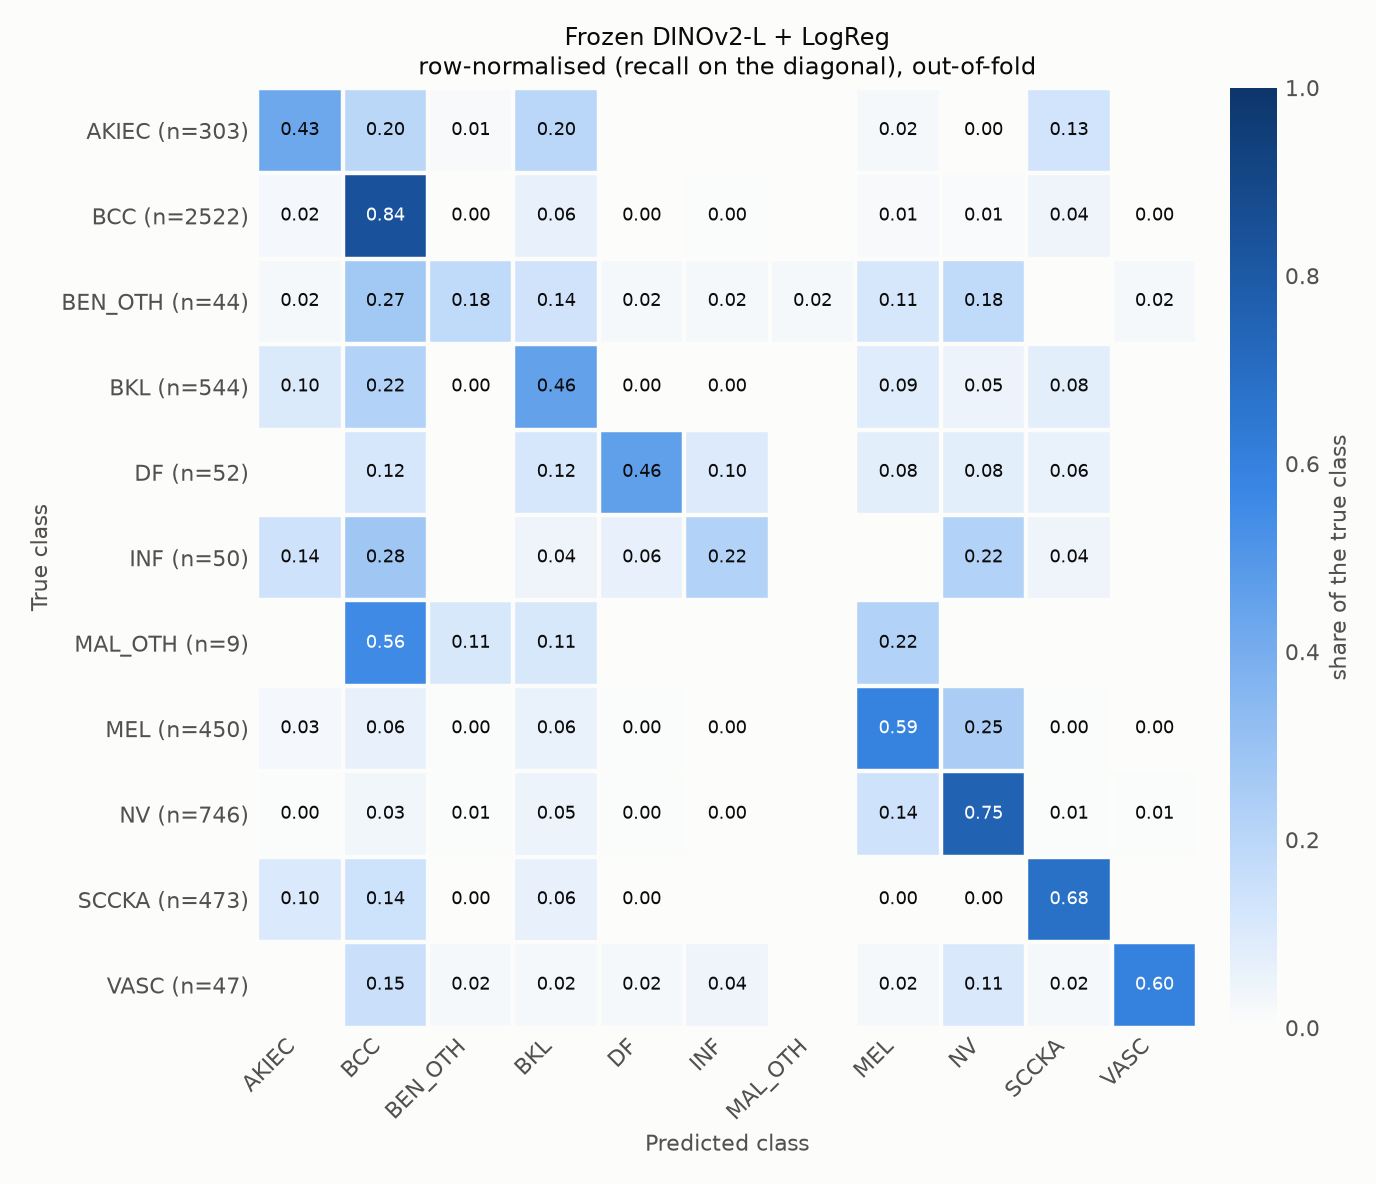 Frozen DINOv2-L + LogReg
row-normalised (recall on the diagonal), out-of-fold
AKIEC (n=303) 0.43 0.20 0.01 0.20 0.02 0.00 0.13
BCC (n=2522) 0.02 0.84 0.00 0.06 0.00 0.00 0.01 0.01 0.04 0.00
BEN_OTH (n=44) 0.02 0.27 0.18 0.14 0.02 0.02 0.02 0.11 0.18 0.02
BKL (n=544) 0.10 0.22 0.00 0.46 0.00 0.00 0.09 0.05 0.08
DF (n=52) 0.12 0.12 0.46 0.10 0.08 0.08 0.06
INF (n=50) 0.14 0.28 0.04 0.06 0.22 0.22 0.04
MAL_OTH (n=9) 0.56 0.11 0.11 0.22
MEL (n=450) 0.03 0.06 0.00 0.06 0.00 0.00 0.59 0.25 0.00 0.00
NV (n=746) 0.00 0.03 0.01 0.05 0.00 0.00 0.14 0.75 0.01 0.01
SCCKA (n=473) 0.10 0.14 0.00 0.06 0.00 0.00 0.00 0.68
VASC (n=47) 0.15 0.02 0.02 0.02 0.04 0.02 0.11 0.02 0.60
AKIEC BCC BEN_OTH BKL DF INF MAL_OTH MEL NV SCCKA VASC
Predicted class
True class
1.0
0.8
0.6
0.4
0.2
0.0
share of the true class